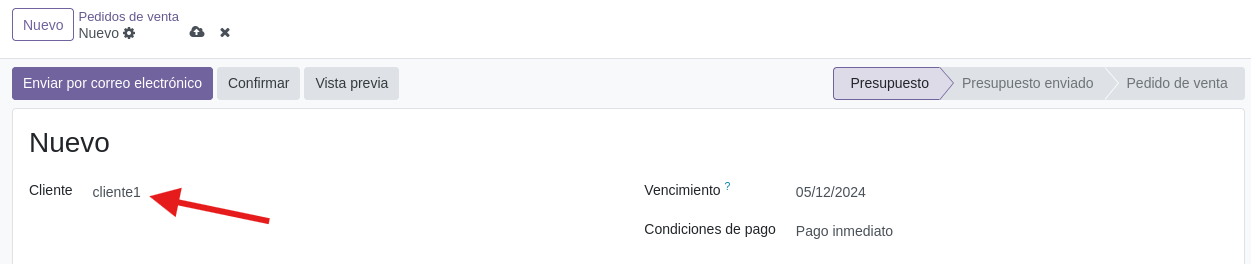 Nuevo
Pedidos de venta
Nuevo
Enviar por correo electrónico
Confirmar
Vista previa
Presupuesto
Presupuesto enviado
Pedido de venta
Nuevo
Cliente cliente1
Vencimiento ? 05/12/2024
Condiciones de pago Pago inmediato